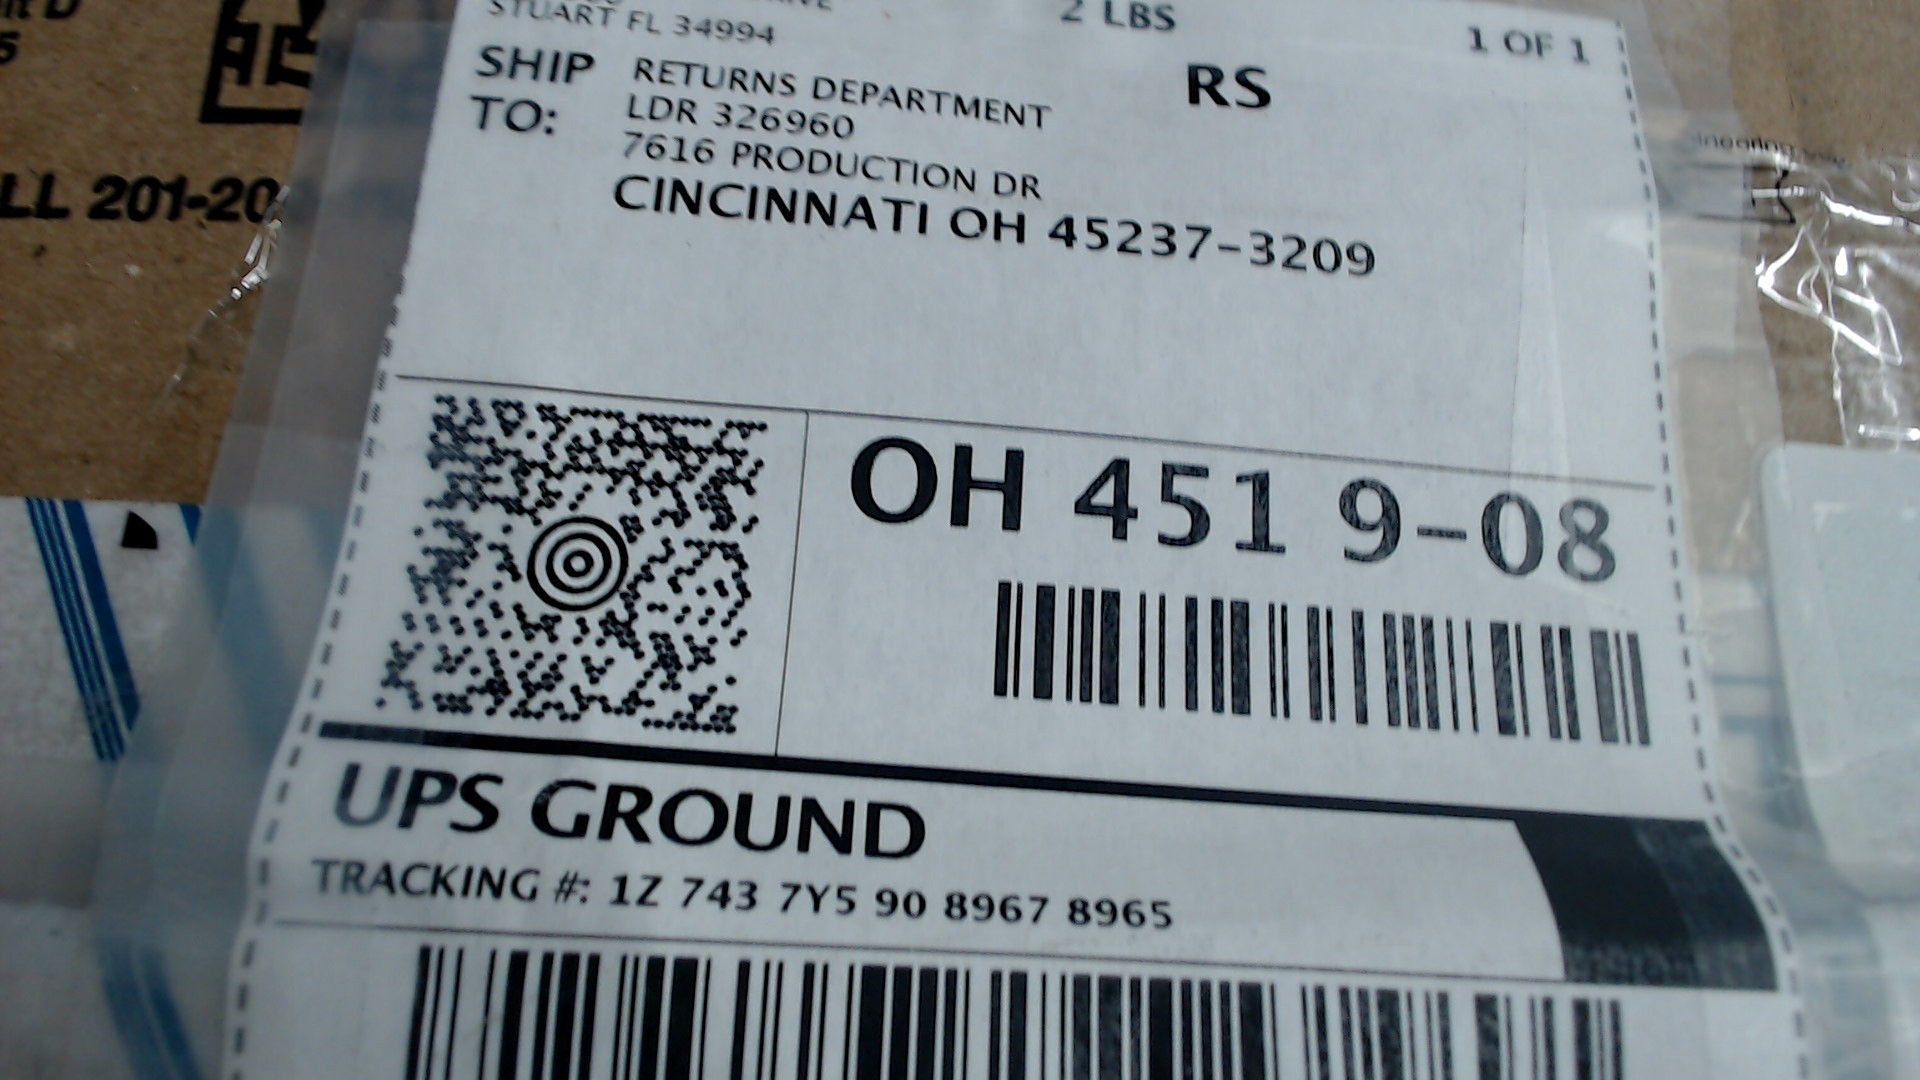 STUART FL 34994
2 LBS
1 OF 1
SHIP TO:
RETURNS DEPARTMENT
LDR 326960
7616 PRODUCTION DR
CINCINNATI OH 45237-3209
RS
OH 451 9-08
UPS GROUND
TRACKING #: 1Z 743 7Y5 90 8967 8965
LL 201-20